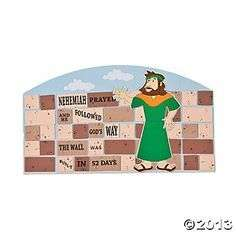 NEHEMIAH PRAYED
AND HE FOLLOWED
GOD'S WAY
THE WALL WAS
BUILT IN 52 DAYS
©2013